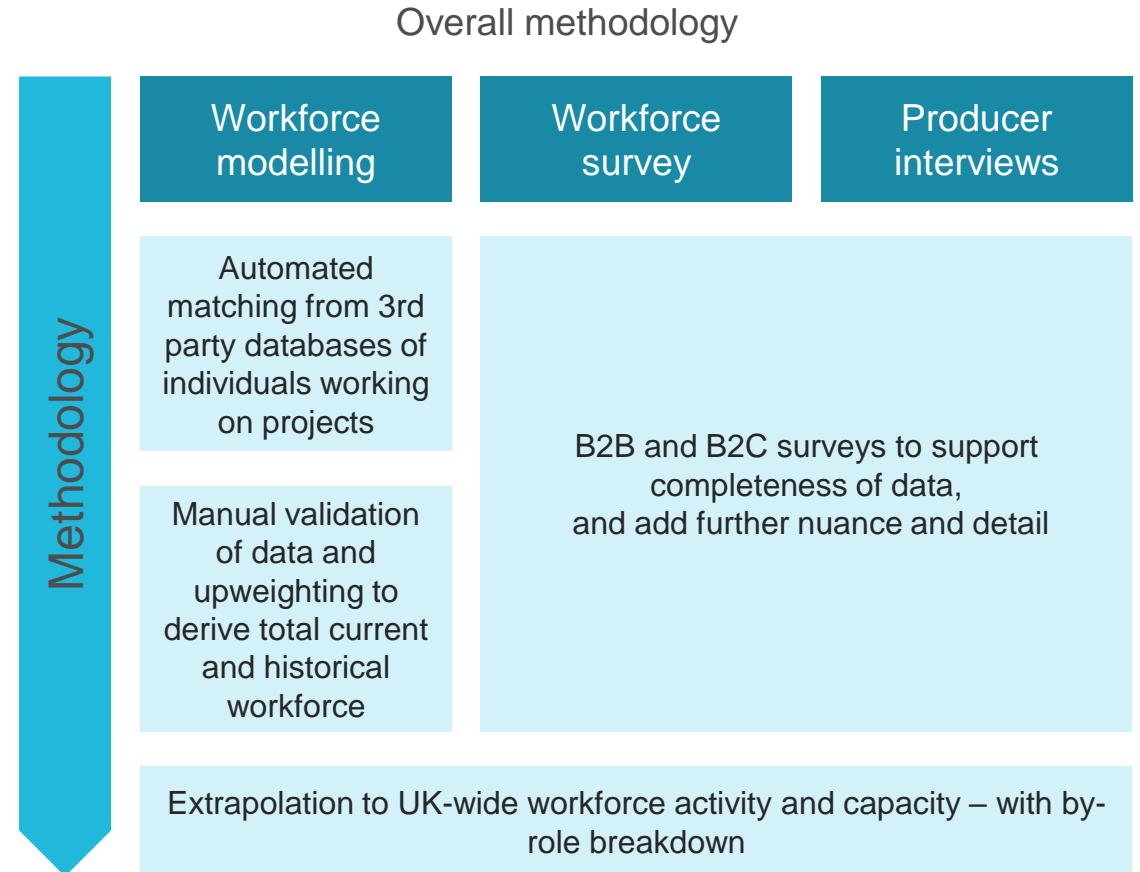 Overall methodology
Methodology
Workforce
modelling
Workforce
survey
Producer
interviews
Automated
matching from 3rd
party databases of
individuals working
on projects
Manual validation
of data and
upweighting to
derive total current
and historical
workforce
B2B and B2C surveys to support
completeness of data,
and add further nuance and detail
Extrapolation to UK-wide workforce activity and capacity – with by-
role breakdown